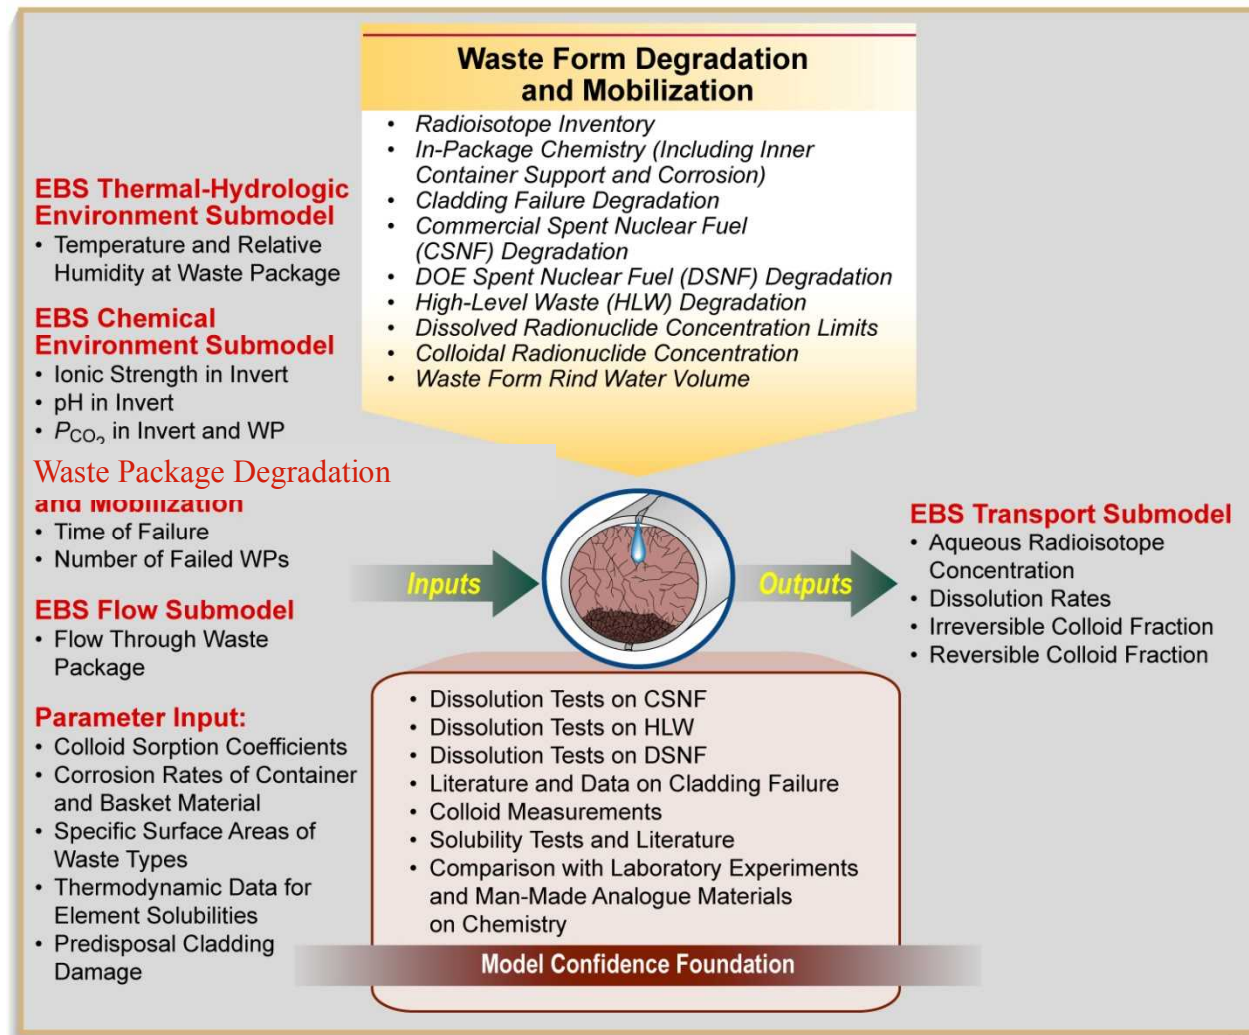 Waste Form Degradation
and Mobilization
• Radioisotope Inventory
• In-Package Chemistry (Including Inner
Container Support and Corrosion)
• Cladding Failure Degradation
• Commercial Spent Nuclear Fuel
(CSNF) Degradation
• DOE Spent Nuclear Fuel (DSNF) Degradation
• High-Level Waste (HLW) Degradation
• Dissolved Radionuclide Concentration Limits
• Colloidal Radionuclide Concentration
• Waste Form Rind Water Volume
EBS Thermal-Hydrologic
Environment Submodel
• Temperature and Relative
Humidity at Waste Package
EBS Chemical
Environment Submodel
• Ionic Strength in Invert
• pH in Invert
• PCO2 in Invert and WP
Waste Package Degradation
and Mobilization
• Time of Failure
• Number of Failed WPs
EBS Flow Submodel
• Flow Through Waste
Package
Parameter Input:
• Colloid Sorption Coefficients
• Corrosion Rates of Container
and Basket Material
• Specific Surface Areas of
Waste Types
• Thermodynamic Data for
Element Solubilities
• Predisposal Cladding
Damage
Inputs
Outputs
EBS Transport Submodel
• Aqueous Radioisotope
Concentration
• Dissolution Rates
• Irreversible Colloid Fraction
• Reversible Colloid Fraction
• Dissolution Tests on CSNF
• Dissolution Tests on HLW
• Dissolution Tests on DSNF
• Literature and Data on Cladding Failure
• Colloid Measurements
• Solubility Tests and Literature
• Comparison with Laboratory Experiments
and Man-Made Analogue Materials
on Chemistry
Model Confidence Foundation